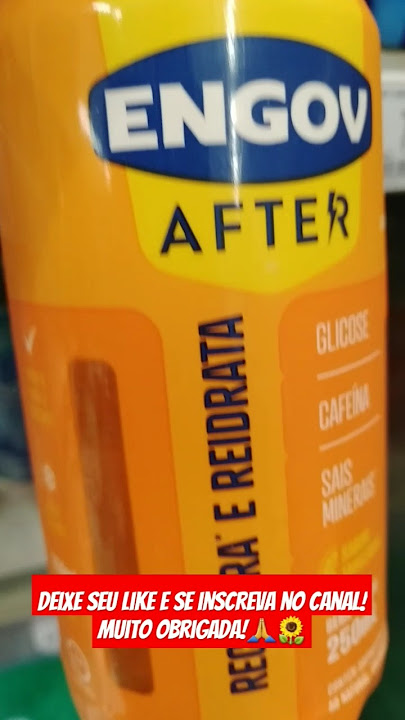 ENGOV
AFTER
E REIDRATA
GLICOSE
CAFEÍNA
SAIS
MINERAIS
DEIXE SEU LIKE E SE INSCREVA NO CANAL!
MUITO OBRIGADA!🙏🌻